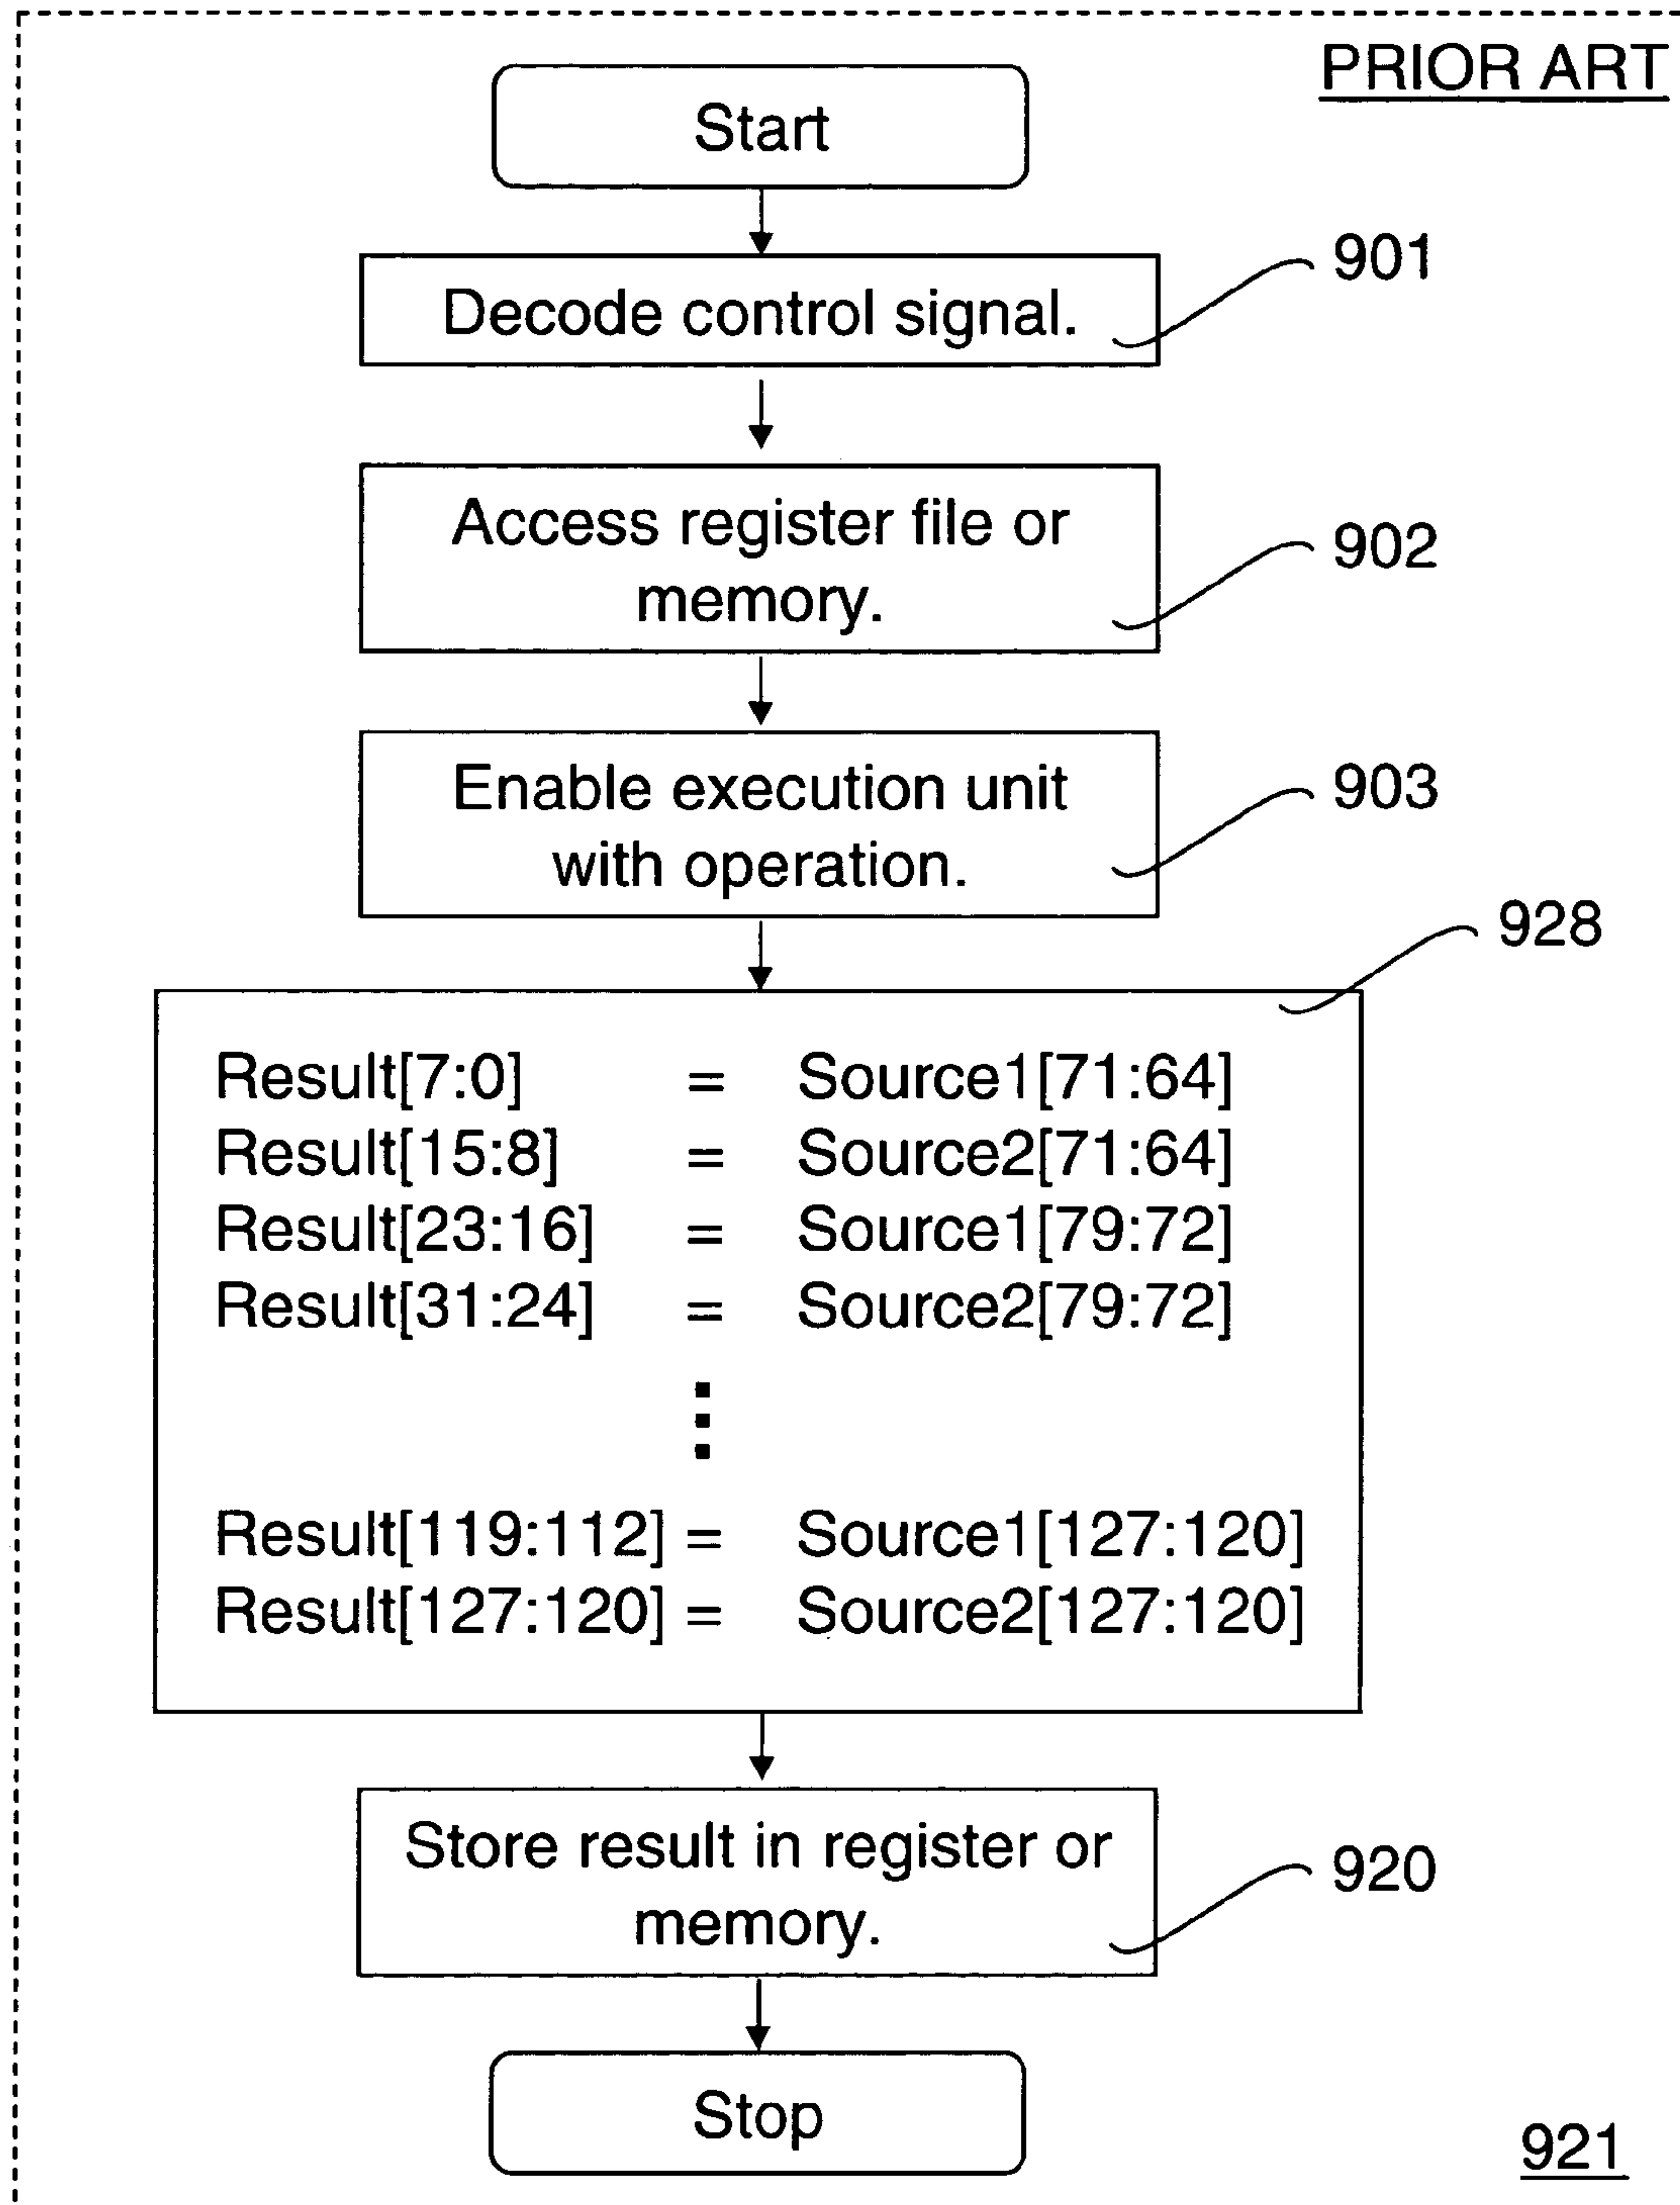 PRIOR ART
Start
Decode control signal.
901
Access register file or
memory.
902
Enable execution unit
with operation.
903
928
Result[7:0] = Source1[71:64]
Result[15:8] = Source2[71:64]
Result[23:16] = Source1[79:72]
Result[31:24] = Source2[79:72]
⋮
Result[119:112] = Source1[127:120]
Result[127:120] = Source2[127:120]
Store result in register or
memory.
920
Stop
921